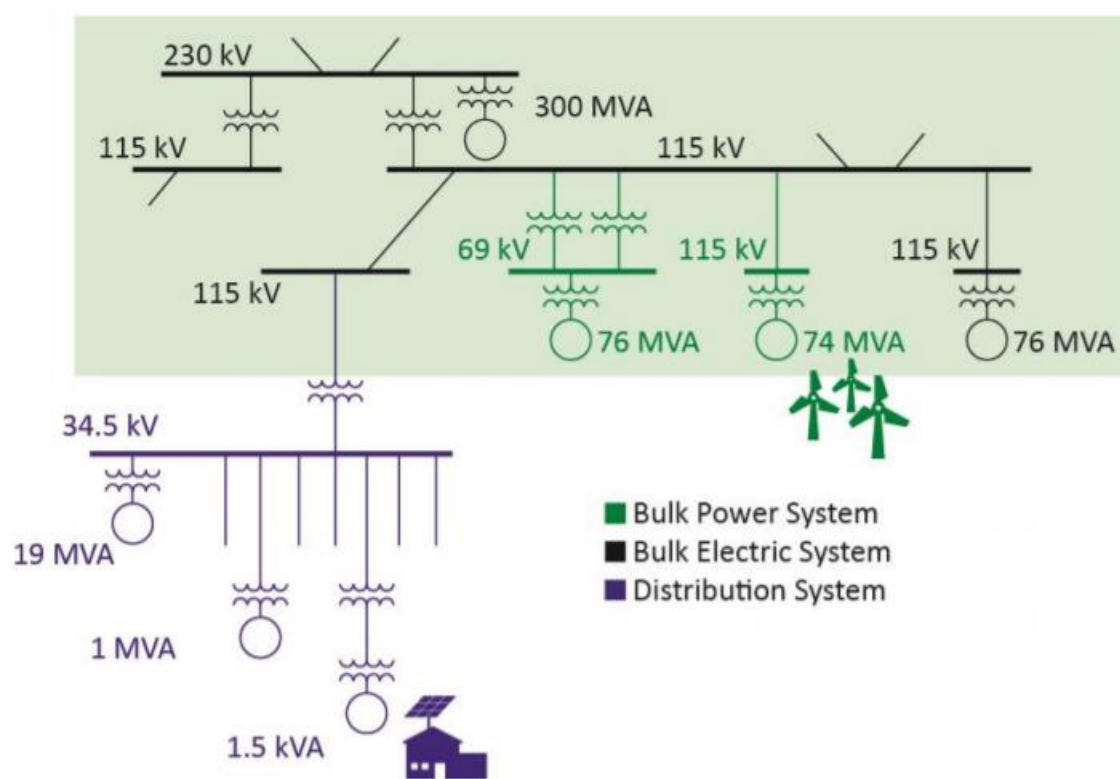 230 kV
300 MVA
115 kV
115 kV
69 kV
115 kV
115 kV
115 kV
76 MVA
74 MVA
76 MVA
34.5 kV
Bulk Power System
19 MVA
Bulk Electric System
Distribution System
1 MVA
1.5 kVA